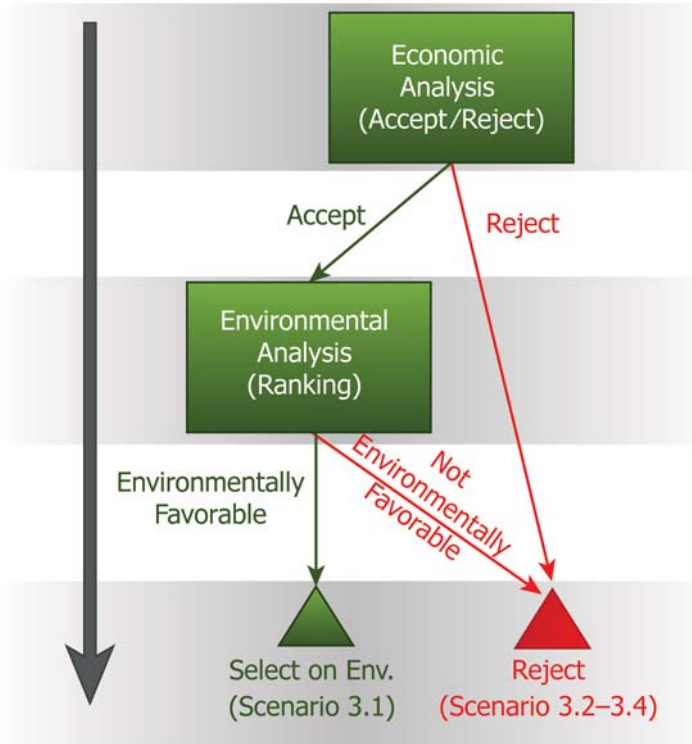 Economic
Analysis
(Accept/Reject)
Accept
Reject
Environmental
Analysis
(Ranking)
Environmentally
Favorable
Not
Environmentally
Favorable
Select on Env.
(Scenario 3.1)
Reject
(Scenario 3.2–3.4)